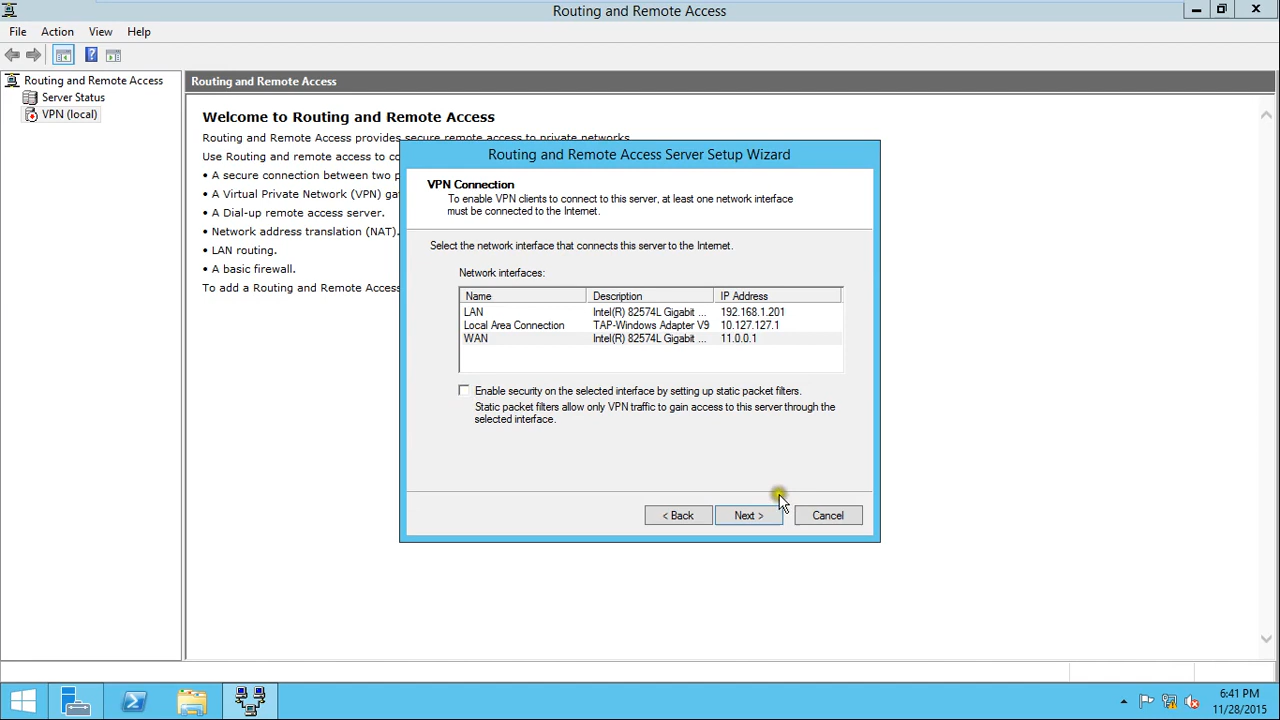 Routing and Remote Access
File Action View Help
Routing and Remote Access
Server Status
VPN (local)
Routing and Remote Access
Welcome to Routing and Remote Access
Routing and Remote Access provides secure remote access to private networks.
Use Routing and remote access to
• A secure connection between two
• A Virtual Private Network (VPN)
• A Dial-up remote access server.
• Network address translation (NAT).
• LAN routing.
• A basic firewall.
To add a Routing and Remote Access
Routing and Remote Access Server Setup Wizard
VPN Connection
To enable VPN clients to connect to this server, at least one network interface
must be connected to the Internet.
Select the network interface that connects this server to the Internet.
Network interfaces:
Name Description IP Address
LAN Intel(R) 82574L Gigabit ... 192.168.1.201
Local Area Connection TAP-Windows Adapter V9 10.127.127.1
WAN Intel(R) 82574L Gigabit ... 11.0.0.1
Enable security on the selected interface by setting up static packet filters.
Static packet filters allow only VPN traffic to gain access to this server through the
selected interface.
< Back Next > Cancel
6:41 PM
11/28/2015